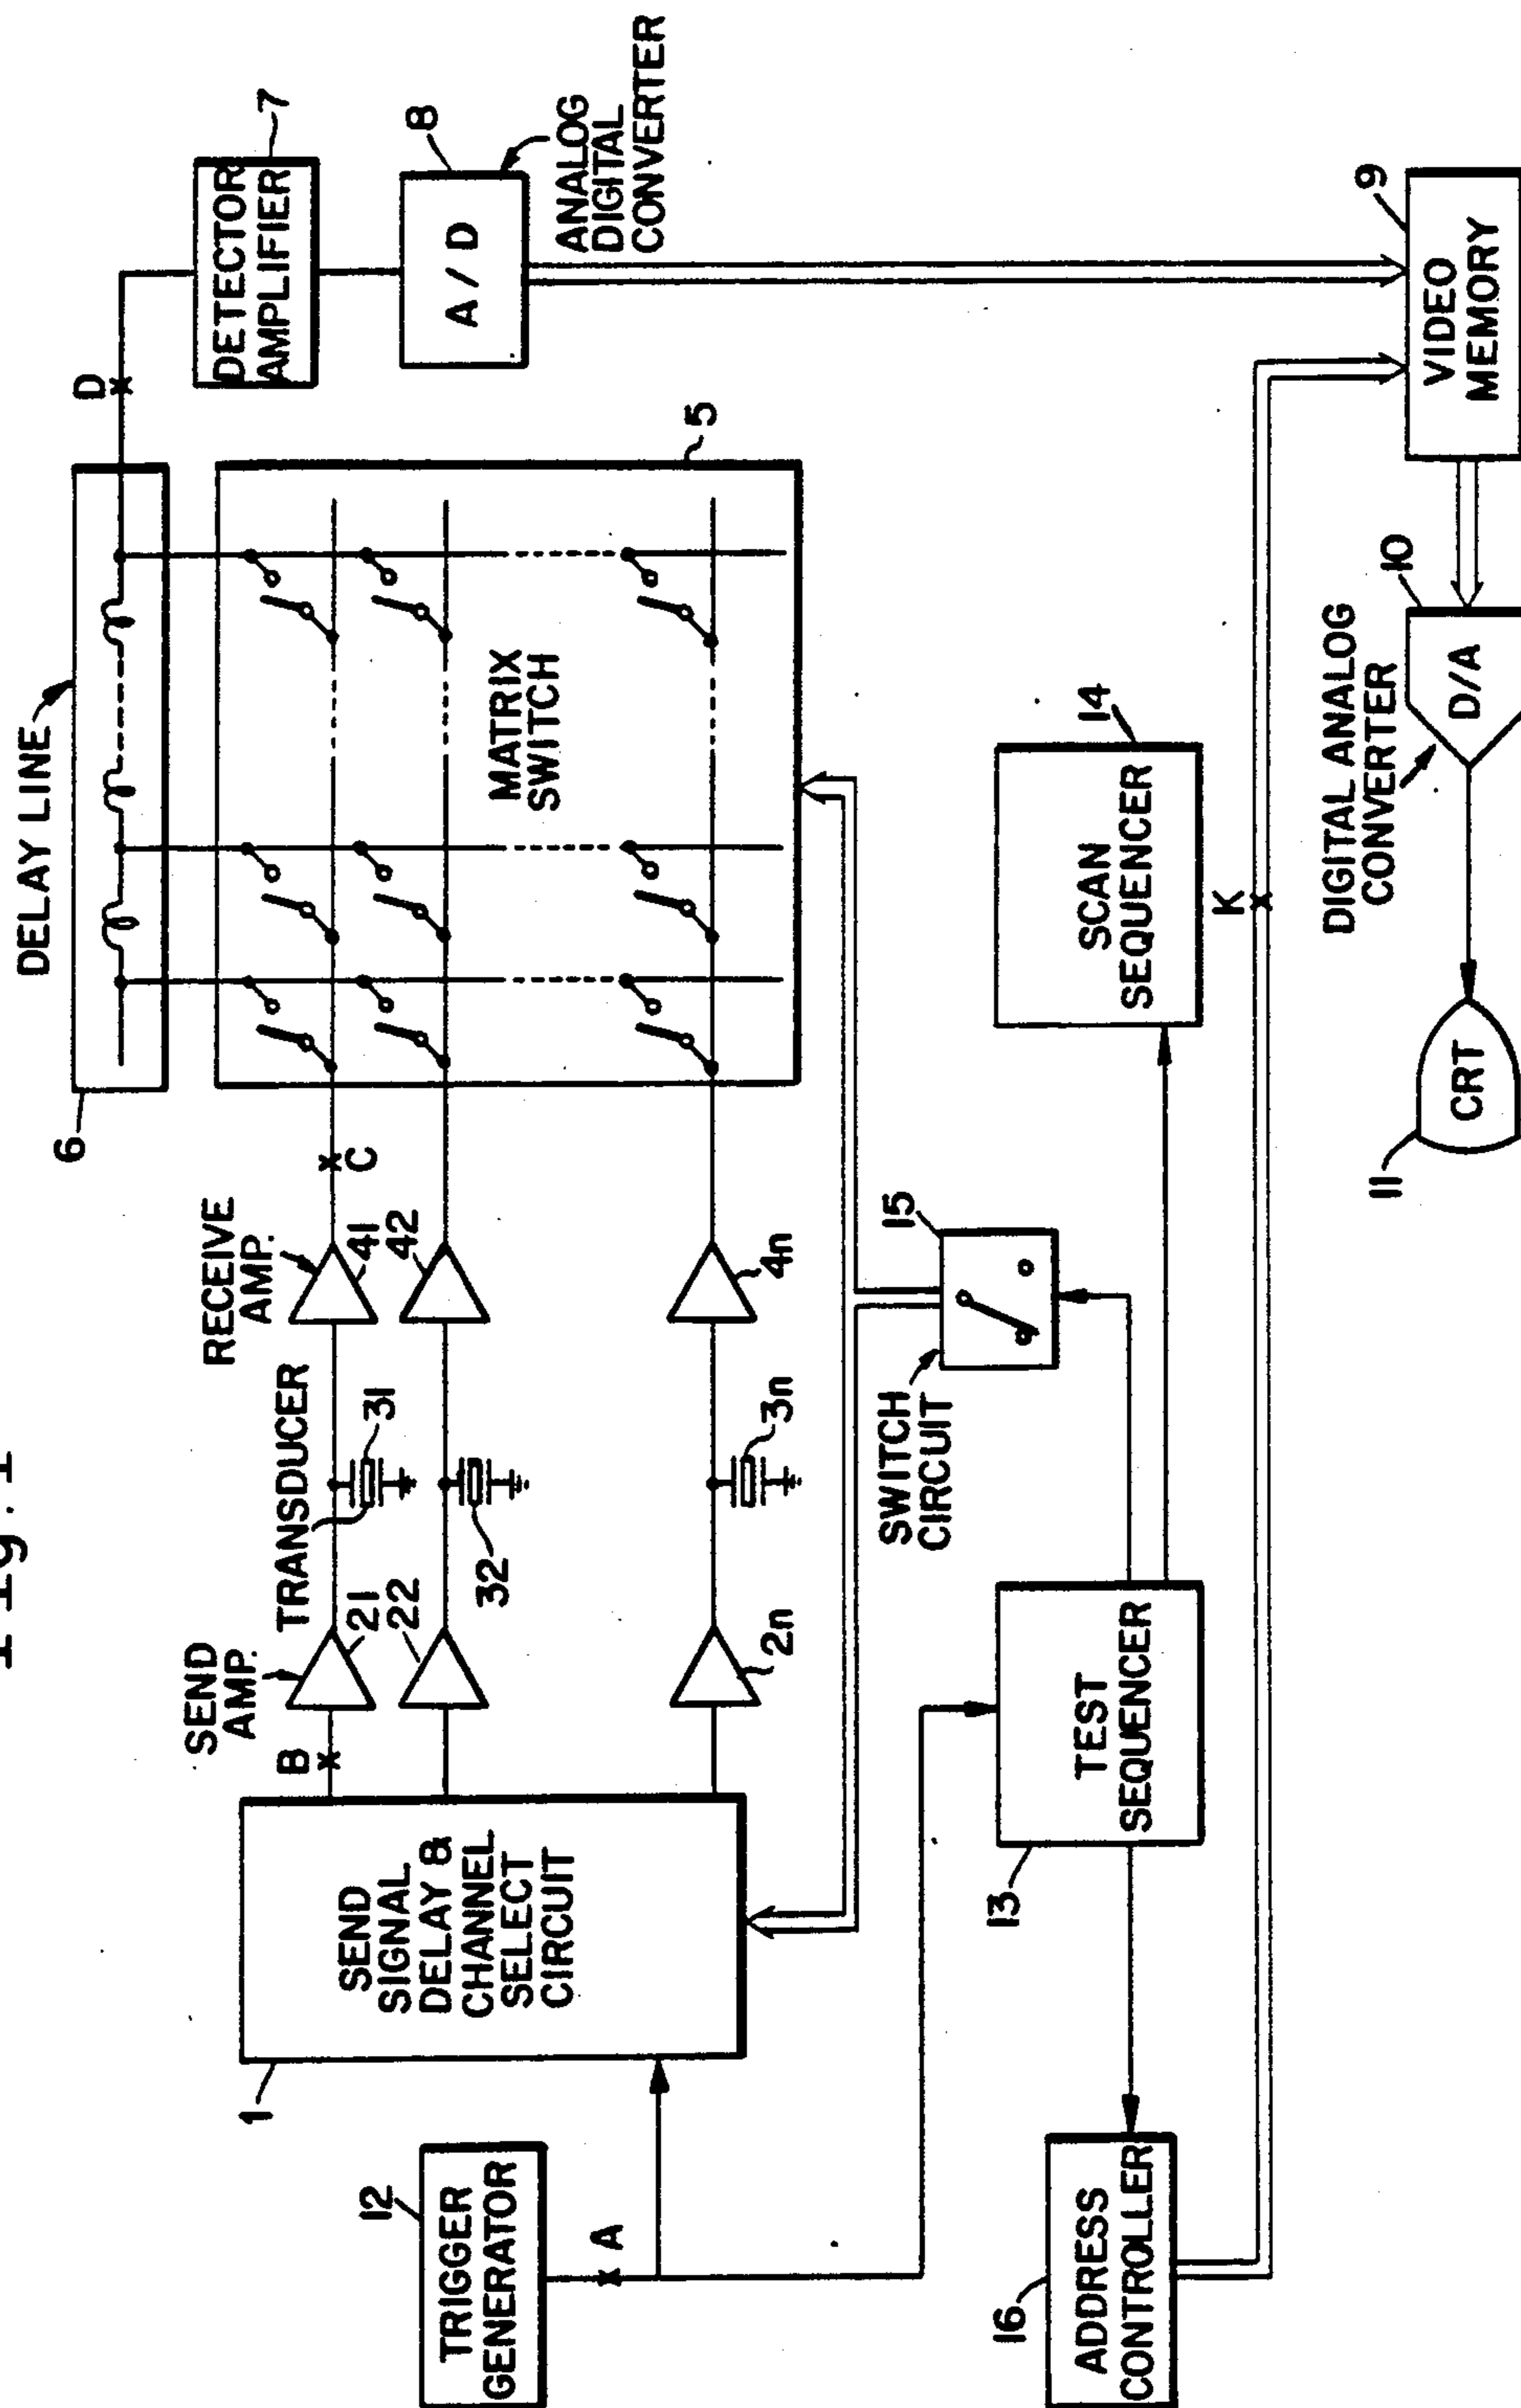 Fig. 1
DELAY LINE
6
D
DETECTOR
AMPLIFIER
7
A/D
8
ANALOG
DIGITAL
CONVERTER
MATRIX
SWITCH
5
RECEIVE
AMP.
41
42
4n
C
TRANSDUCER
31
32
3n
SEND
AMP.
21
22
2n
B
SEND
SIGNAL
DELAY &
CHANNEL
SELECT
CIRCUIT
1
12
TRIGGER
GENERATOR
A
SWITCH
CIRCUIT
15
14
SCAN
SEQUENCER
13
TEST
SEQUENCER
16
ADDRESS
CONTROLLER
K
9
VIDEO
MEMORY
10
D/A
DIGITAL ANALOG
CONVERTER
11
CRT